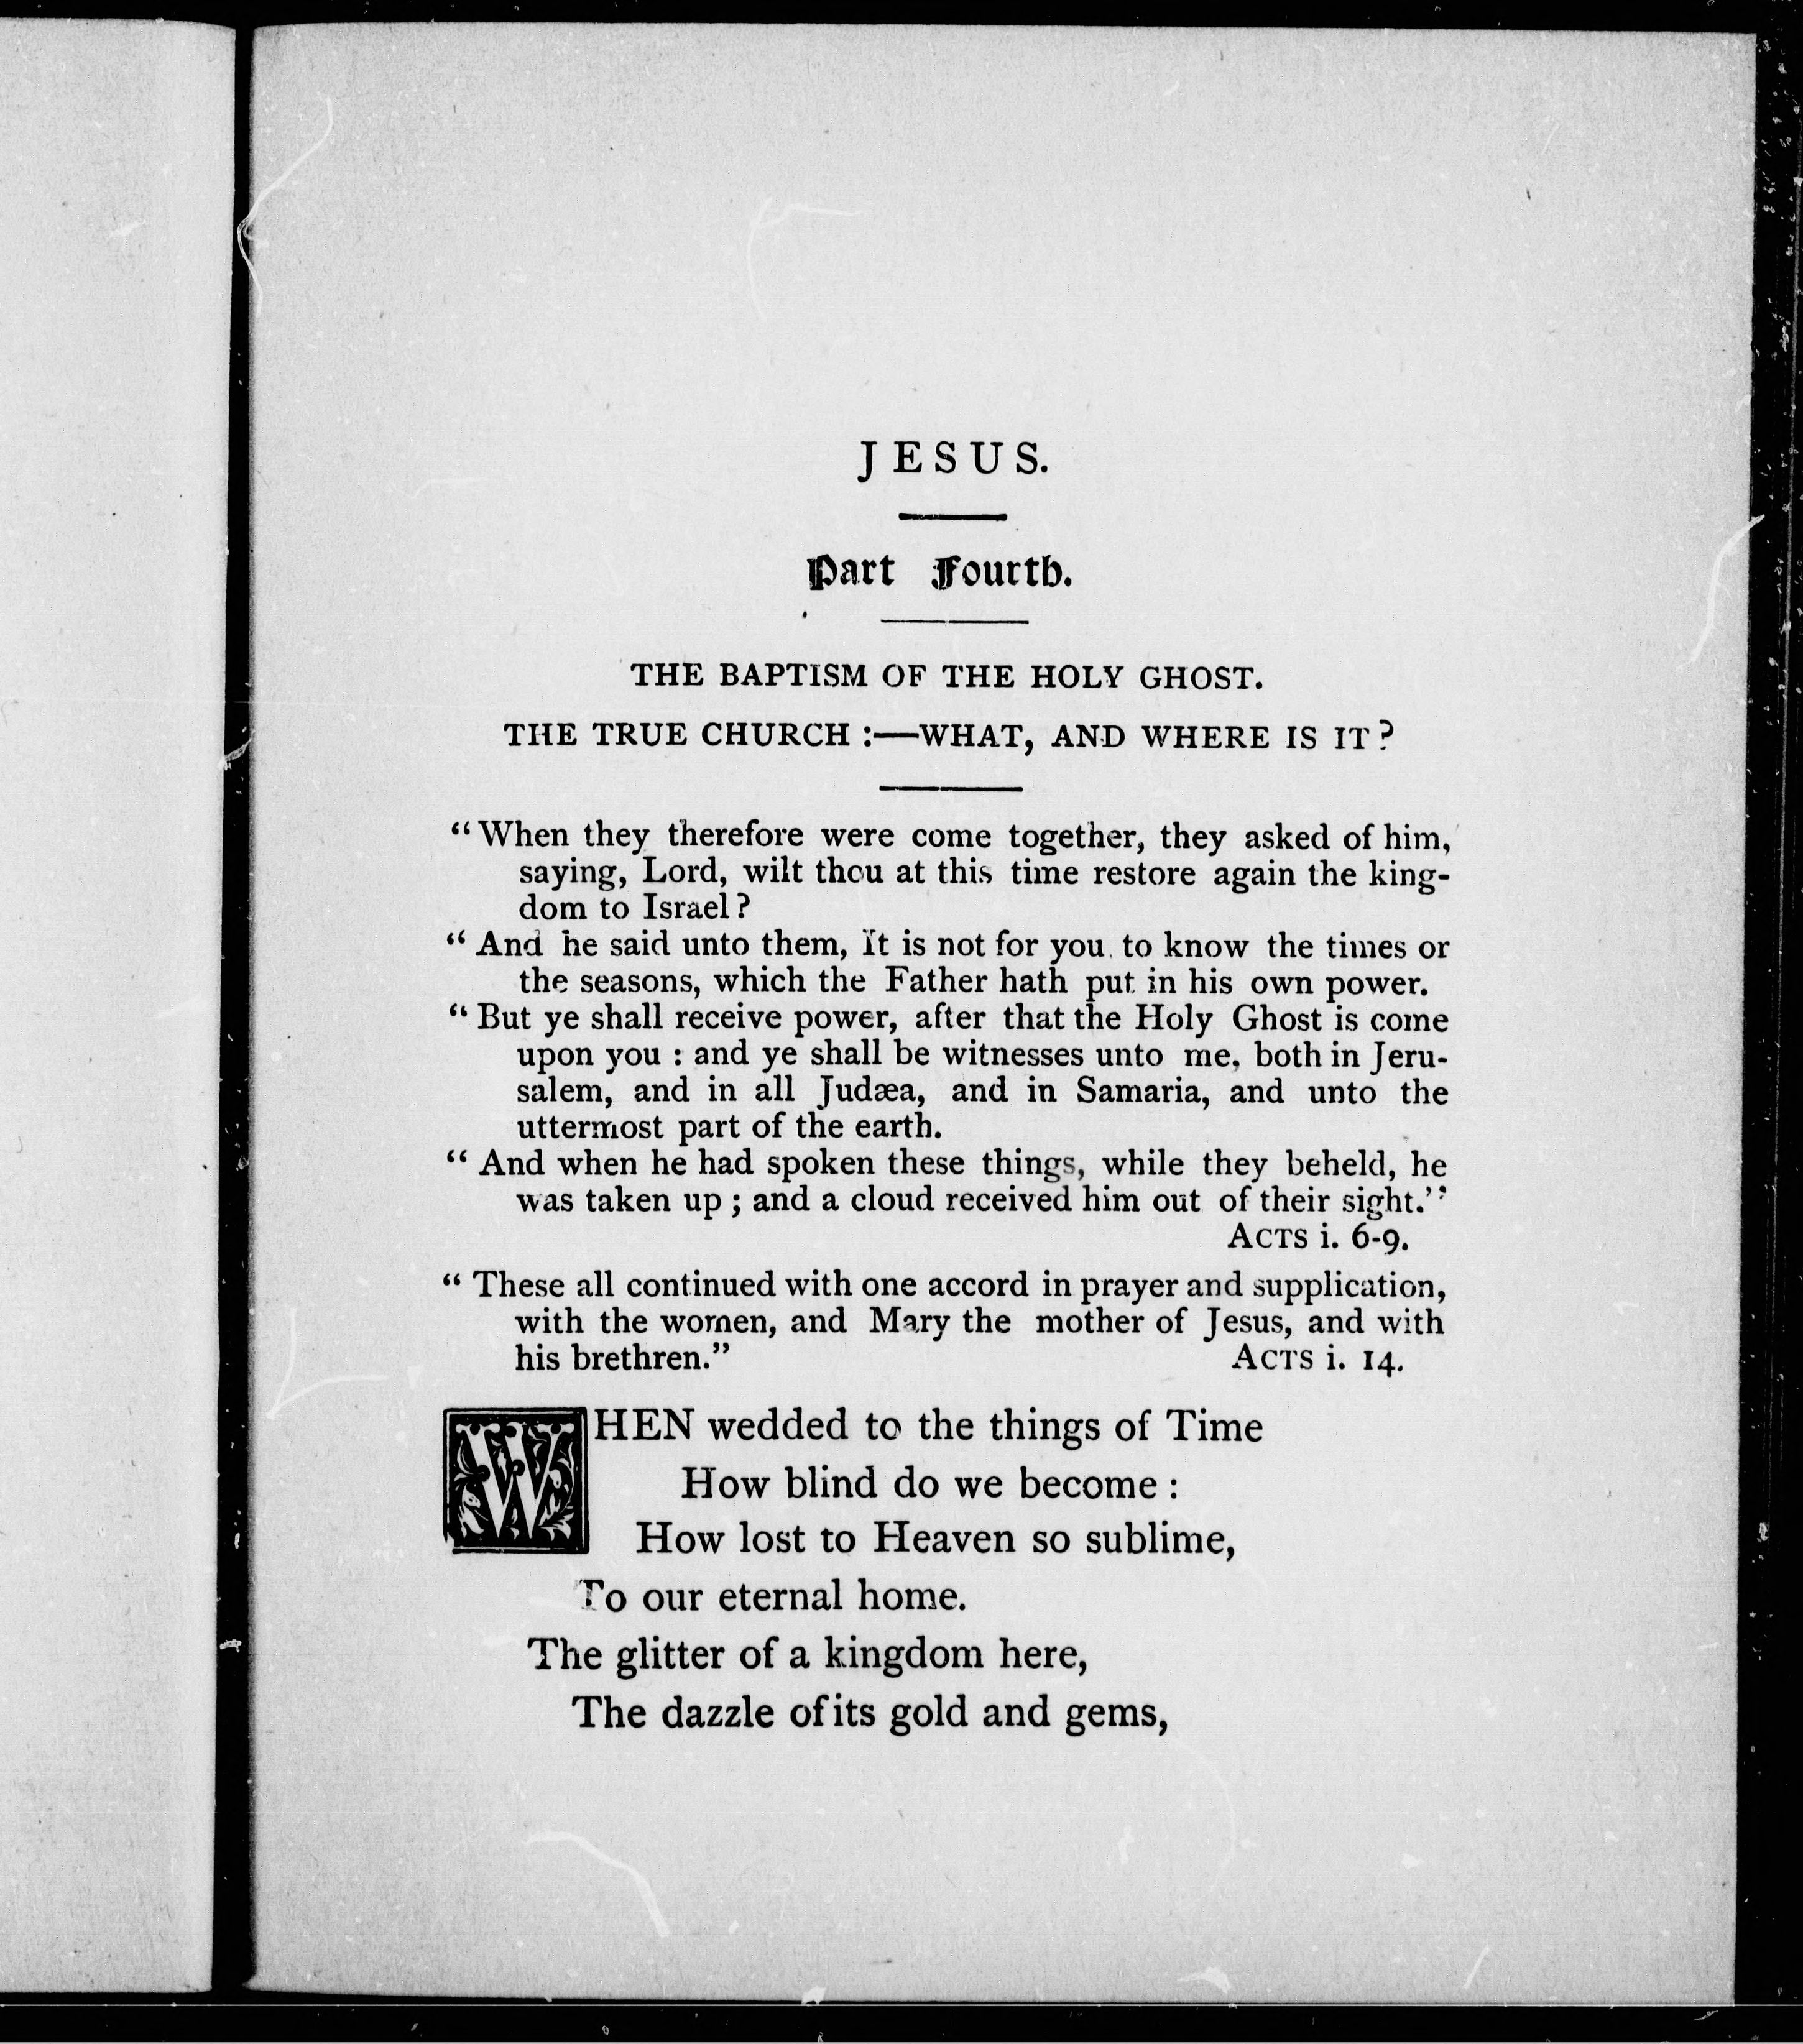 JESUS.
Part Fourth.
THE BAPTISM OF THE HOLY GHOST.
THE TRUE CHURCH :—WHAT, AND WHERE IS IT?
“When they therefore were come together, they asked of him,
saying, Lord, wilt thou at this time restore again the king-
dom to Israel?
“And he said unto them, It is not for you to know the times or
the seasons, which the Father hath put in his own power.
“But ye shall receive power, after that the Holy Ghost is come
upon you : and ye shall be witnesses unto me, both in Jeru-
salem, and in all Judæa, and in Samaria, and unto the
uttermost part of the earth.
“And when he had spoken these things, while they beheld, he
was taken up ; and a cloud received him out of their sight.”
ACTS i. 6-9.
“These all continued with one accord in prayer and supplication,
with the women, and Mary the mother of Jesus, and with
his brethren.” ACTS i. 14.
WHEN wedded to the things of Time
How blind do we become :
How lost to Heaven so sublime,
To our eternal home.
The glitter of a kingdom here,
The dazzle of its gold and gems,